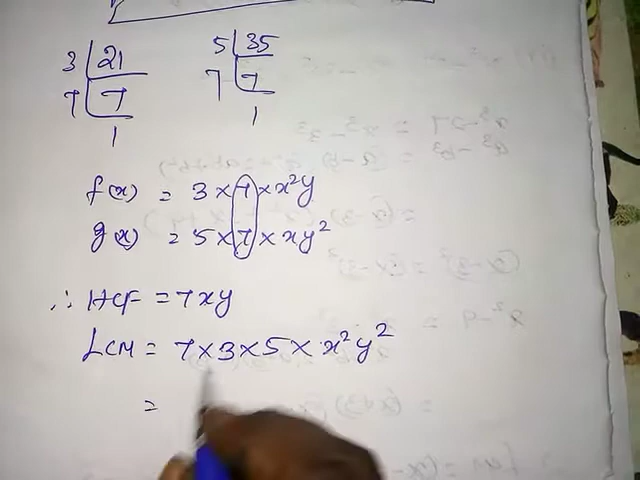 3 | 21 5 | 35
7 | 7 7 | 7
1 1
f(x) = 3 × 7 × x²y
g(x) = 5 × 7 × xy²
∴ HCF = 7xy
LCM = 7 × 3 × 5 × x²y²
=